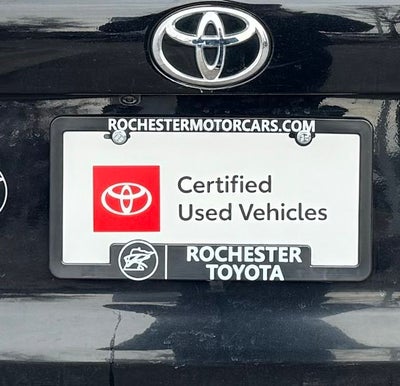 ROCHESTERMOTORCARS.COM
Certified
Used Vehicles
ROCHESTER
TOYOTA